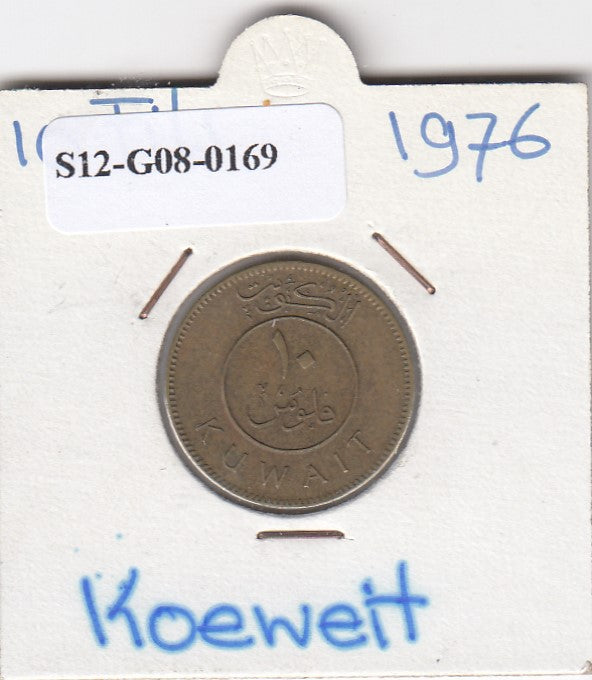 1976
S12-G08-0169
الكويت
١٠
فلوس
KUWAIT
Koeweit